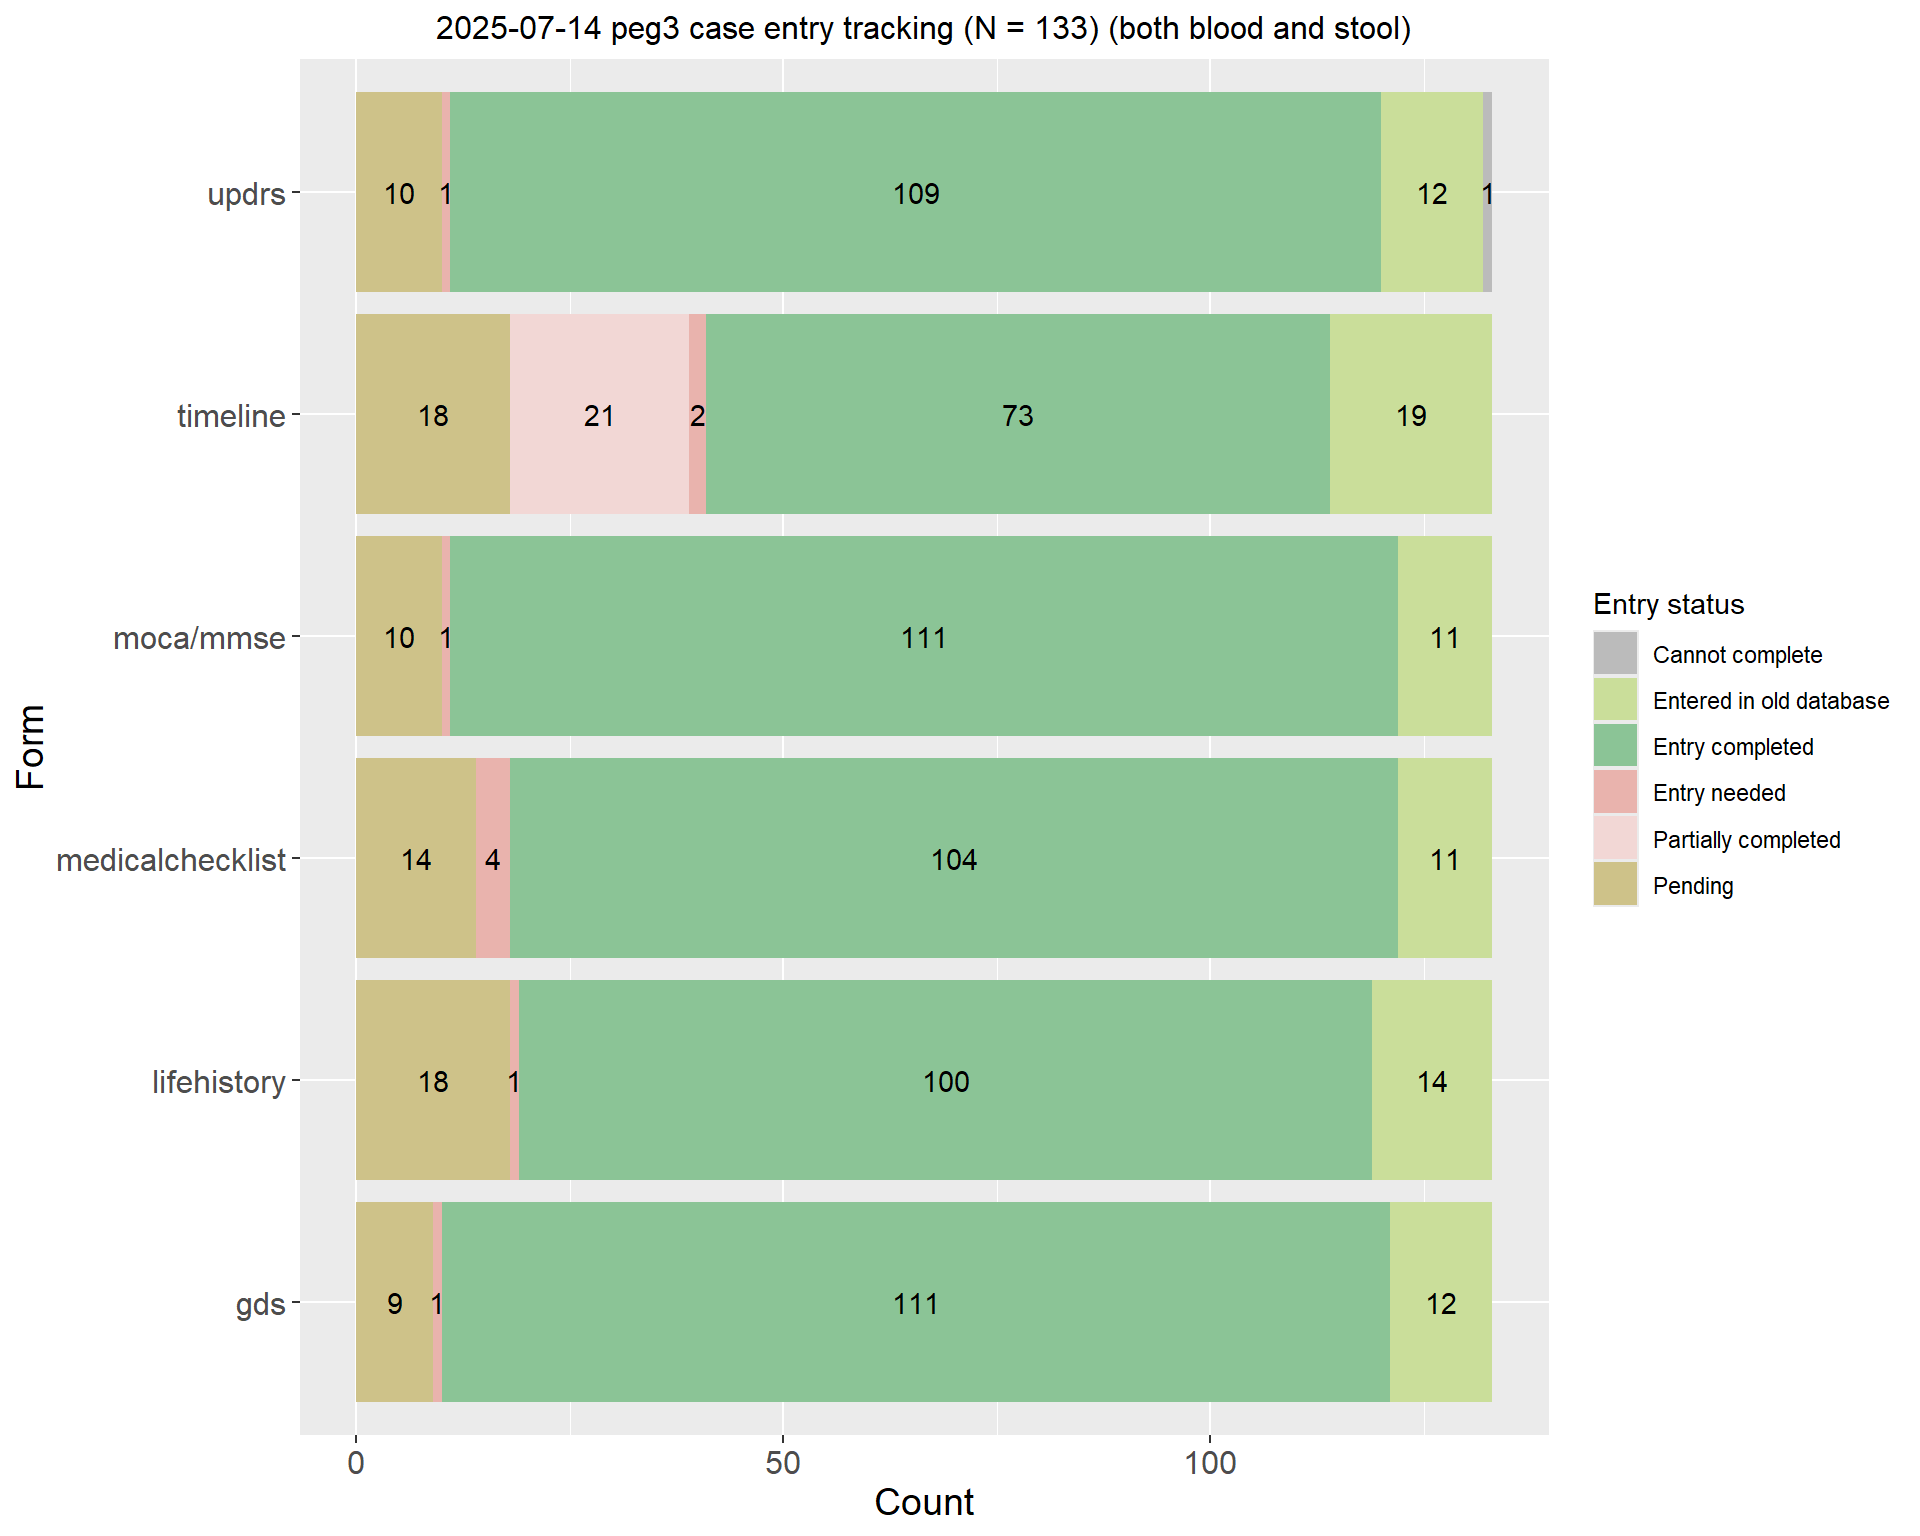 2025-07-14 peg3 case entry tracking (N = 133) (both blood and stool)
updrs
10 1 109 12 1
timeline
18 21 2 73 19
moca/mmse
10 1 111 11
medicalchecklist
14 4 104 11
lifehistory
18 1 100 14
gds
9 1 111 12
0 50 100
Count
Form
Entry status
Cannot complete
Entered in old database
Entry completed
Entry needed
Partially completed
Pending